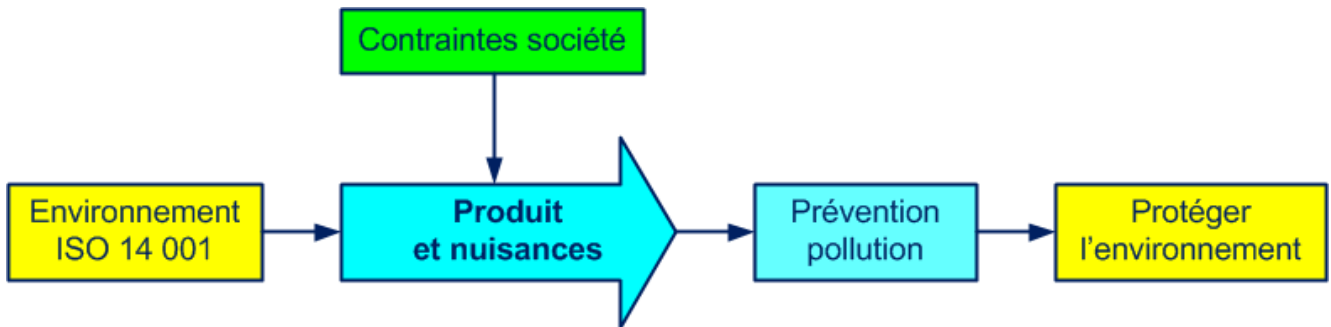 Contraintes société
Environnement
ISO 14 001
Produit
et nuisances
Prévention
pollution
Protéger
l'environnement